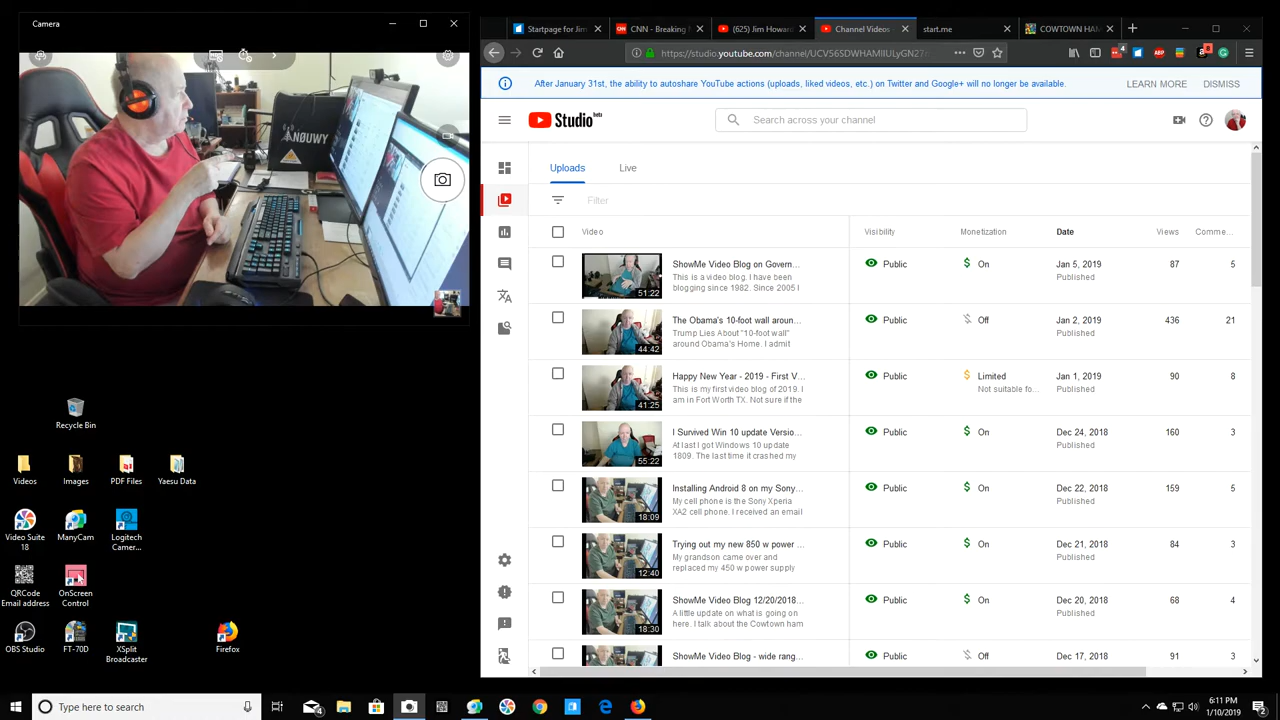 Camera
ANØUWY
Recycle Bin
Videos
Images
PDF Files
Yaesu Data
Video Suite
18
ManyCam
Logitech
Camer...
QRCode
Email address
OnScreen
Control
OBS Studio
FT-70D
XSplit
Broadcaster
Firefox
Startpage for Jim
CNN - Breaking
(625) Jim Howard
Channel Videos
start.me
COWTOWN HAM
https://studio.youtube.com/channel/UCV56SDWHAMIIULyGN27
4
8
After January 31st, the ability to autoshare YouTube actions (uploads, liked videos, etc.) on Twitter and Google+ will no longer be available.
LEARN MORE
DISMISS
Studio beta
Search across your channel
Uploads
Live
Filter
Video
Visibility
Monetization
Date
Views
Comme...
ShowMe Video Blog on Govern...
This is a video blog. I have been
blogging since 1982. Since 2005 I
51:22
Public
On
Jan 5, 2019
Published
87
5
The Obama's 10-foot wall aroun...
Trump Lies About "10-foot wall"
around Obama's Home. I admit
44:42
Public
Off
Jan 2, 2019
Published
436
21
Happy New Year - 2019 - First V...
This is my first video blog of 2019. I
am in Fort Worth TX. Not sure if the
41:25
Public
Limited
Not suitable fo...
Jan 1, 2019
Published
90
8
I Survived Win 10 update Versio...
At last I got Windows 10 update
1809. The last time it crashed my
55:22
Public
On
Dec 24, 2018
Published
160
3
Installing Android 8 on my Sony...
My cell phone is the Sony Xperia
XA2 cell phone. I received an email
18:09
Public
On
Dec 22, 2018
Published
159
5
Trying out my new 850 w power ...
My grandson came over and
replaced my 450 w power supply
12:40
Public
On
Dec 21, 2018
Published
84
3
ShowMe Video Blog 12/20/2018...
A little update on what is going on
here. I talk about the Cowtown ham
18:30
Public
On
Dec 20, 2018
Published
68
4
ShowMe Video Blog - wide rang...
Public
Off
Dec 17, 2018
91
3
Type here to search
6:11 PM
1/10/2019
2